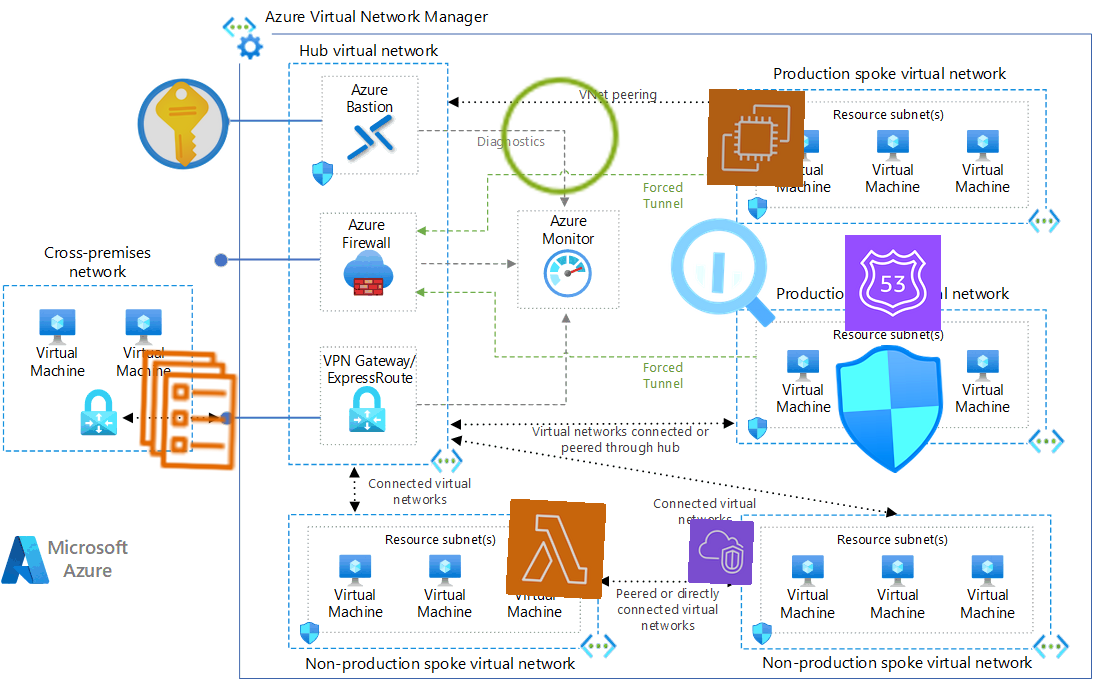 Azure Virtual Network Manager
Hub virtual network
Azure
Bastion
VNet peering
Diagnostics
Production spoke virtual network
Resource subnet(s)
Machine
Virtual
Machine
Virtual
Machine
Forced
Tunnel
Azure
Firewall
Azure
Monitor
Cross-premises
network
Virtual
Machine
Virtual
Machine
VPN Gateway/
ExpressRoute
53
network
Resource subnet(s)
Virtual
Machine
Virtual
Machine
Forced
Tunnel
Virtual networks connected or
peered through hub
Connected virtual
networks
Connected virtual
networks
Resource subnet(s)
Virtual
Machine
Virtual
Machine
Virtual
Machine
Peered or directly
connected virtual
networks
Resource subnet(s)
Virtual
Machine
Virtual
Machine
Virtual
Machine
Non-production spoke virtual network
Non-production spoke virtual network
Microsoft
Azure